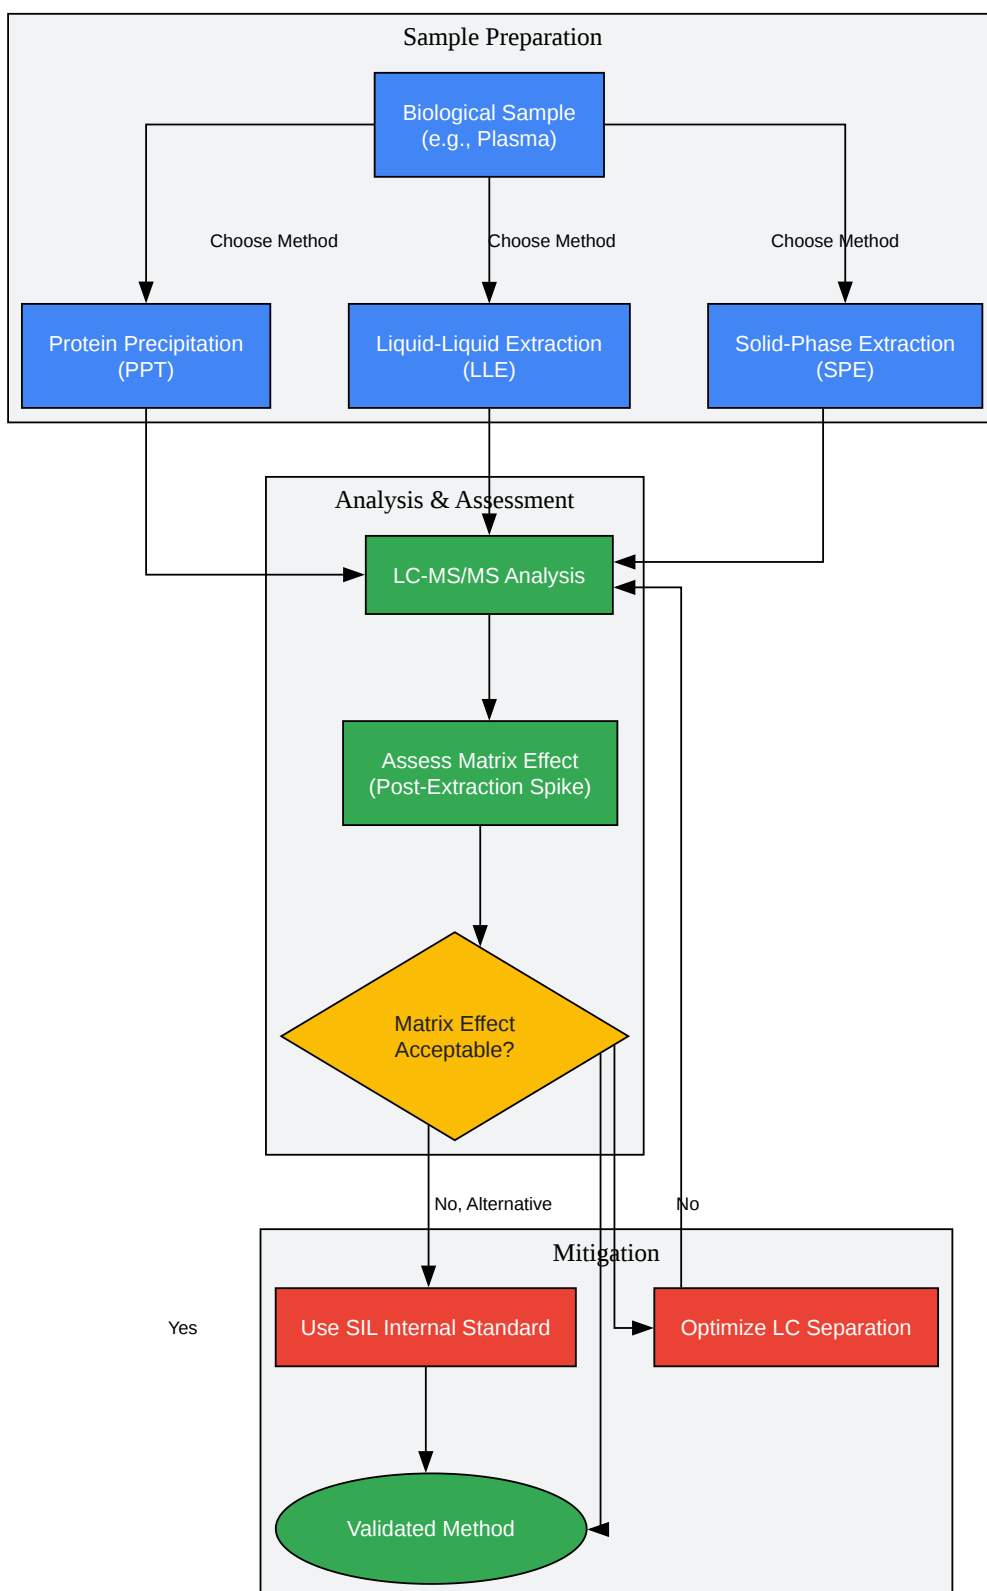 Sample Preparation
Biological Sample
(e.g., Plasma)
Choose Method
Choose Method
Choose Method
Protein Precipitation
(PPT)
Liquid-Liquid Extraction
(LLE)
Solid-Phase Extraction
(SPE)
Analysis & Assessment
LC-MS/MS Analysis
Assess Matrix Effect
(Post-Extraction Spike)
Matrix Effect
Acceptable?
No, Alternative
No
Mitigation
Yes
Use SIL Internal Standard
Optimize LC Separation
Validated Method